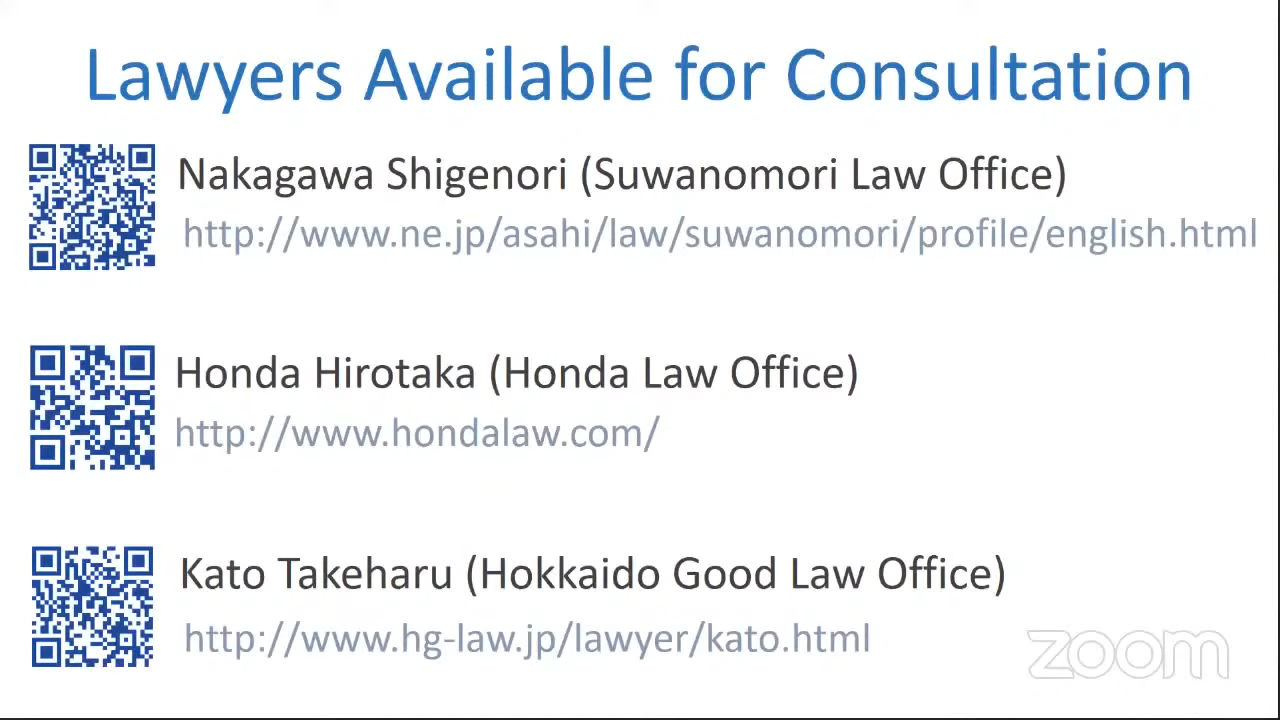 Lawyers Available for Consultation
Nakagawa Shigenori (Suwanomori Law Office)
http://www.ne.jp/asahi/law/suwanomori/profile/english.html
Honda Hirotaka (Honda Law Office)
http://www.hondalaw.com/
Kato Takeharu (Hokkaido Good Law Office)
http://www.hg-law.jp/lawyer/kato.html
zoom